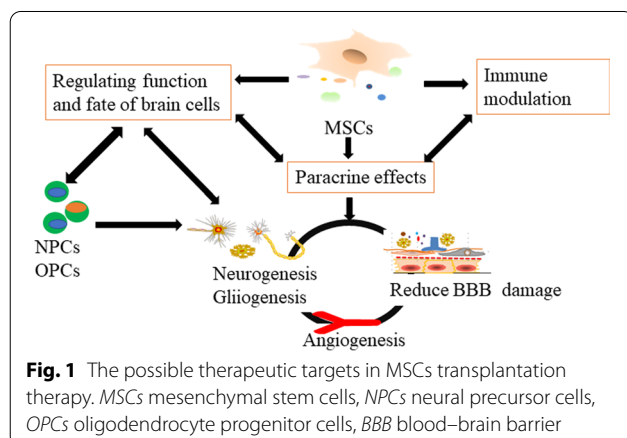 Regulating function
and fate of brain cells
Immune
modulation
MSCs
Paracrine effects
NPCs
OPCs
Neurogenesis
Gliiogenesis
Reduce BBB damage
Angiogenesis
Fig. 1 The possible therapeutic targets in MSCs transplantation
therapy. MSCs mesenchymal stem cells, NPCs neural precursor cells,
OPCs oligodendrocyte progenitor cells, BBB blood–brain barrier